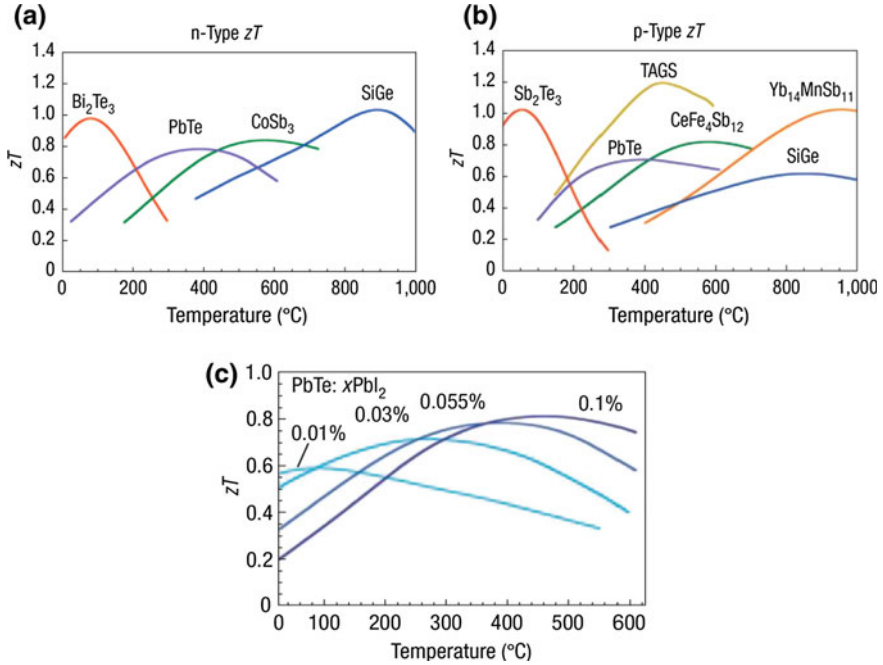 (a)
n-Type zT
1.4
1.2
1.0
0.8
0.6
0.4
0.2
0
zT
Bi₂Te₃
PbTe
CoSb₃
SiGe
0 200 400 600 800 1,000
Temperature (°C)
(b)
p-Type zT
1.4
1.2
1.0
0.8
0.6
0.4
0.2
0
zT
Sb₂Te₃
TAGS
PbTe
CeFe₄Sb₁₂
Yb₁₄MnSb₁₁
SiGe
0 200 400 600 800 1,000
Temperature (°C)
(c)
PbTe: xPbI₂
1.0
0.8
0.6
0.4
0.2
0
zT
0.01%
0.03%
0.055%
0.1%
0 100 200 300 400 500 600
Temperature (°C)